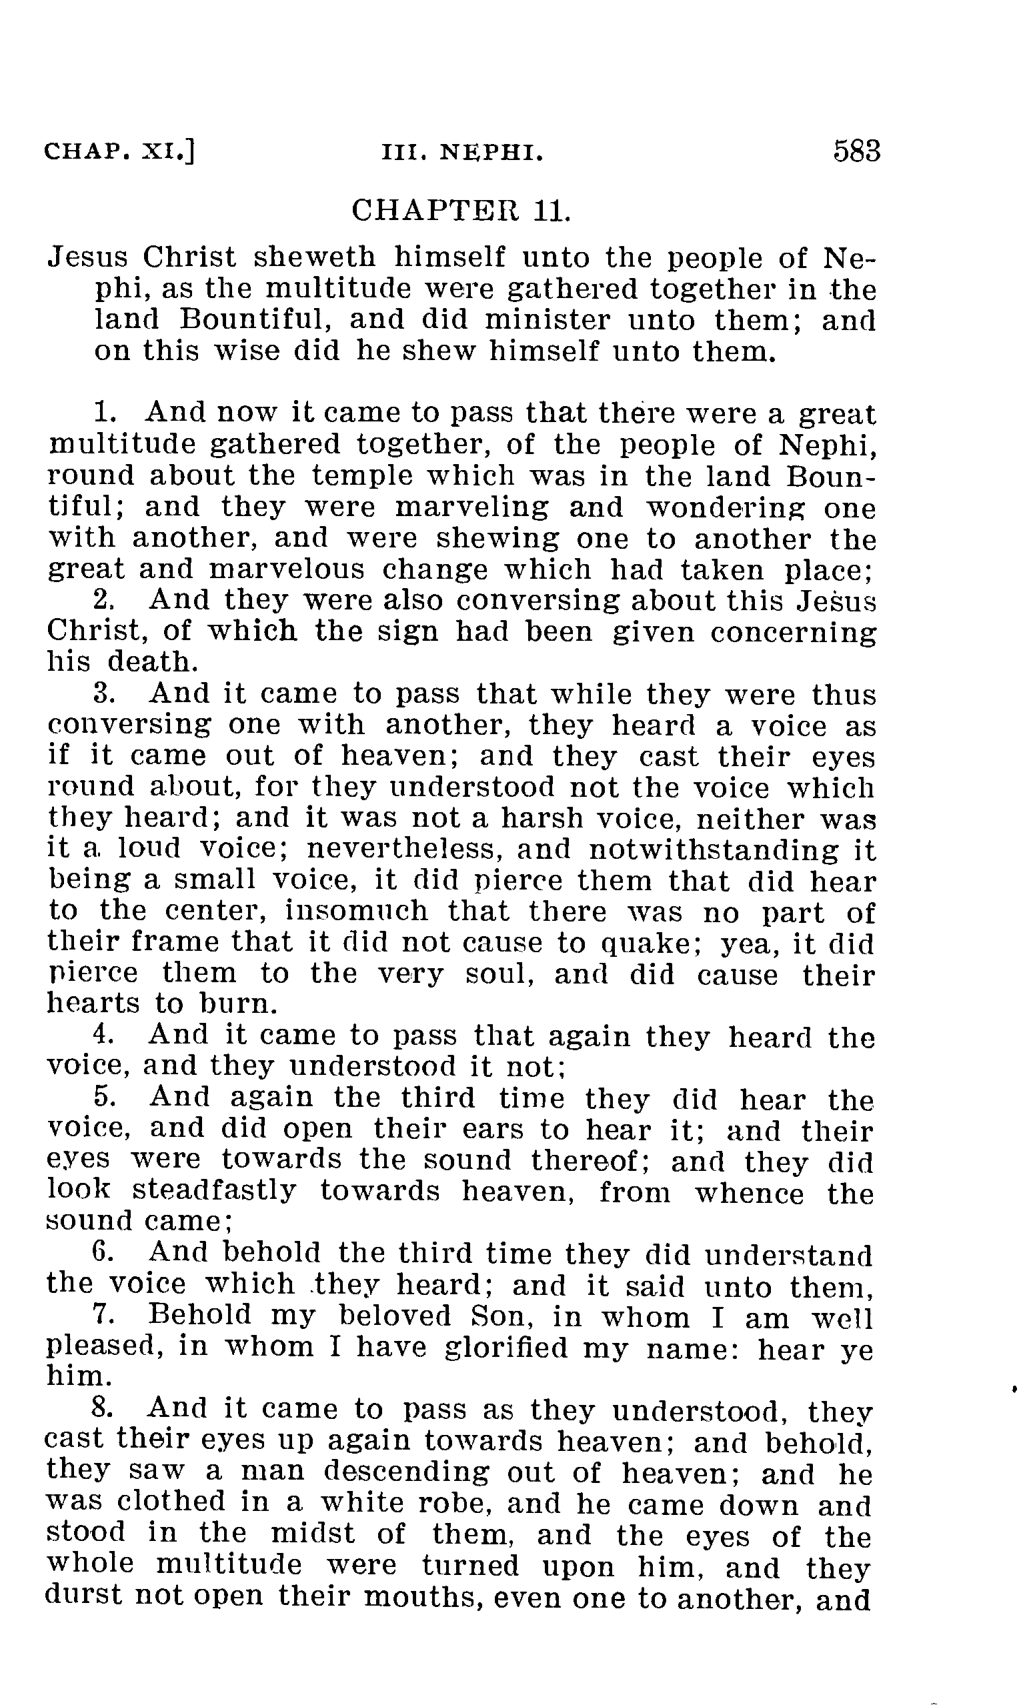 CHAP. XI.] III. NEPHI. 583
CHAPTER 11.
Jesus Christ sheweth himself unto the people of Ne-
phi, as the multitude were gathered together in the
land Bountiful, and did minister unto them; and
on this wise did he shew himself unto them.
1. And now it came to pass that there were a great
multitude gathered together, of the people of Nephi,
round about the temple which was in the land Boun-
tiful; and they were marveling and wondering one
with another, and were shewing one to another the
great and marvelous change which had taken place;
2. And they were also conversing about this Jesus
Christ, of which the sign had been given concerning
his death.
3. And it came to pass that while they were thus
conversing one with another, they heard a voice as
if it came out of heaven; and they cast their eyes
round about, for they understood not the voice which
they heard; and it was not a harsh voice, neither was
it a loud voice; nevertheless, and notwithstanding it
being a small voice, it did pierce them that did hear
to the center, insomuch that there was no part of
their frame that it did not cause to quake; yea, it did
pierce them to the very soul, and did cause their
hearts to burn.
4. And it came to pass that again they heard the
voice, and they understood it not;
5. And again the third time they did hear the
voice, and did open their ears to hear it; and their
eyes were towards the sound thereof; and they did
look steadfastly towards heaven, from whence the
sound came;
6. And behold the third time they did understand
the voice which they heard; and it said unto them,
7. Behold my beloved Son, in whom I am well
pleased, in whom I have glorified my name: hear ye
him.
8. And it came to pass as they understood, they
cast their eyes up again towards heaven; and behold,
they saw a man descending out of heaven; and he
was clothed in a white robe, and he came down and
stood in the midst of them, and the eyes of the
whole multitude were turned upon him, and they
durst not open their mouths, even one to another, and